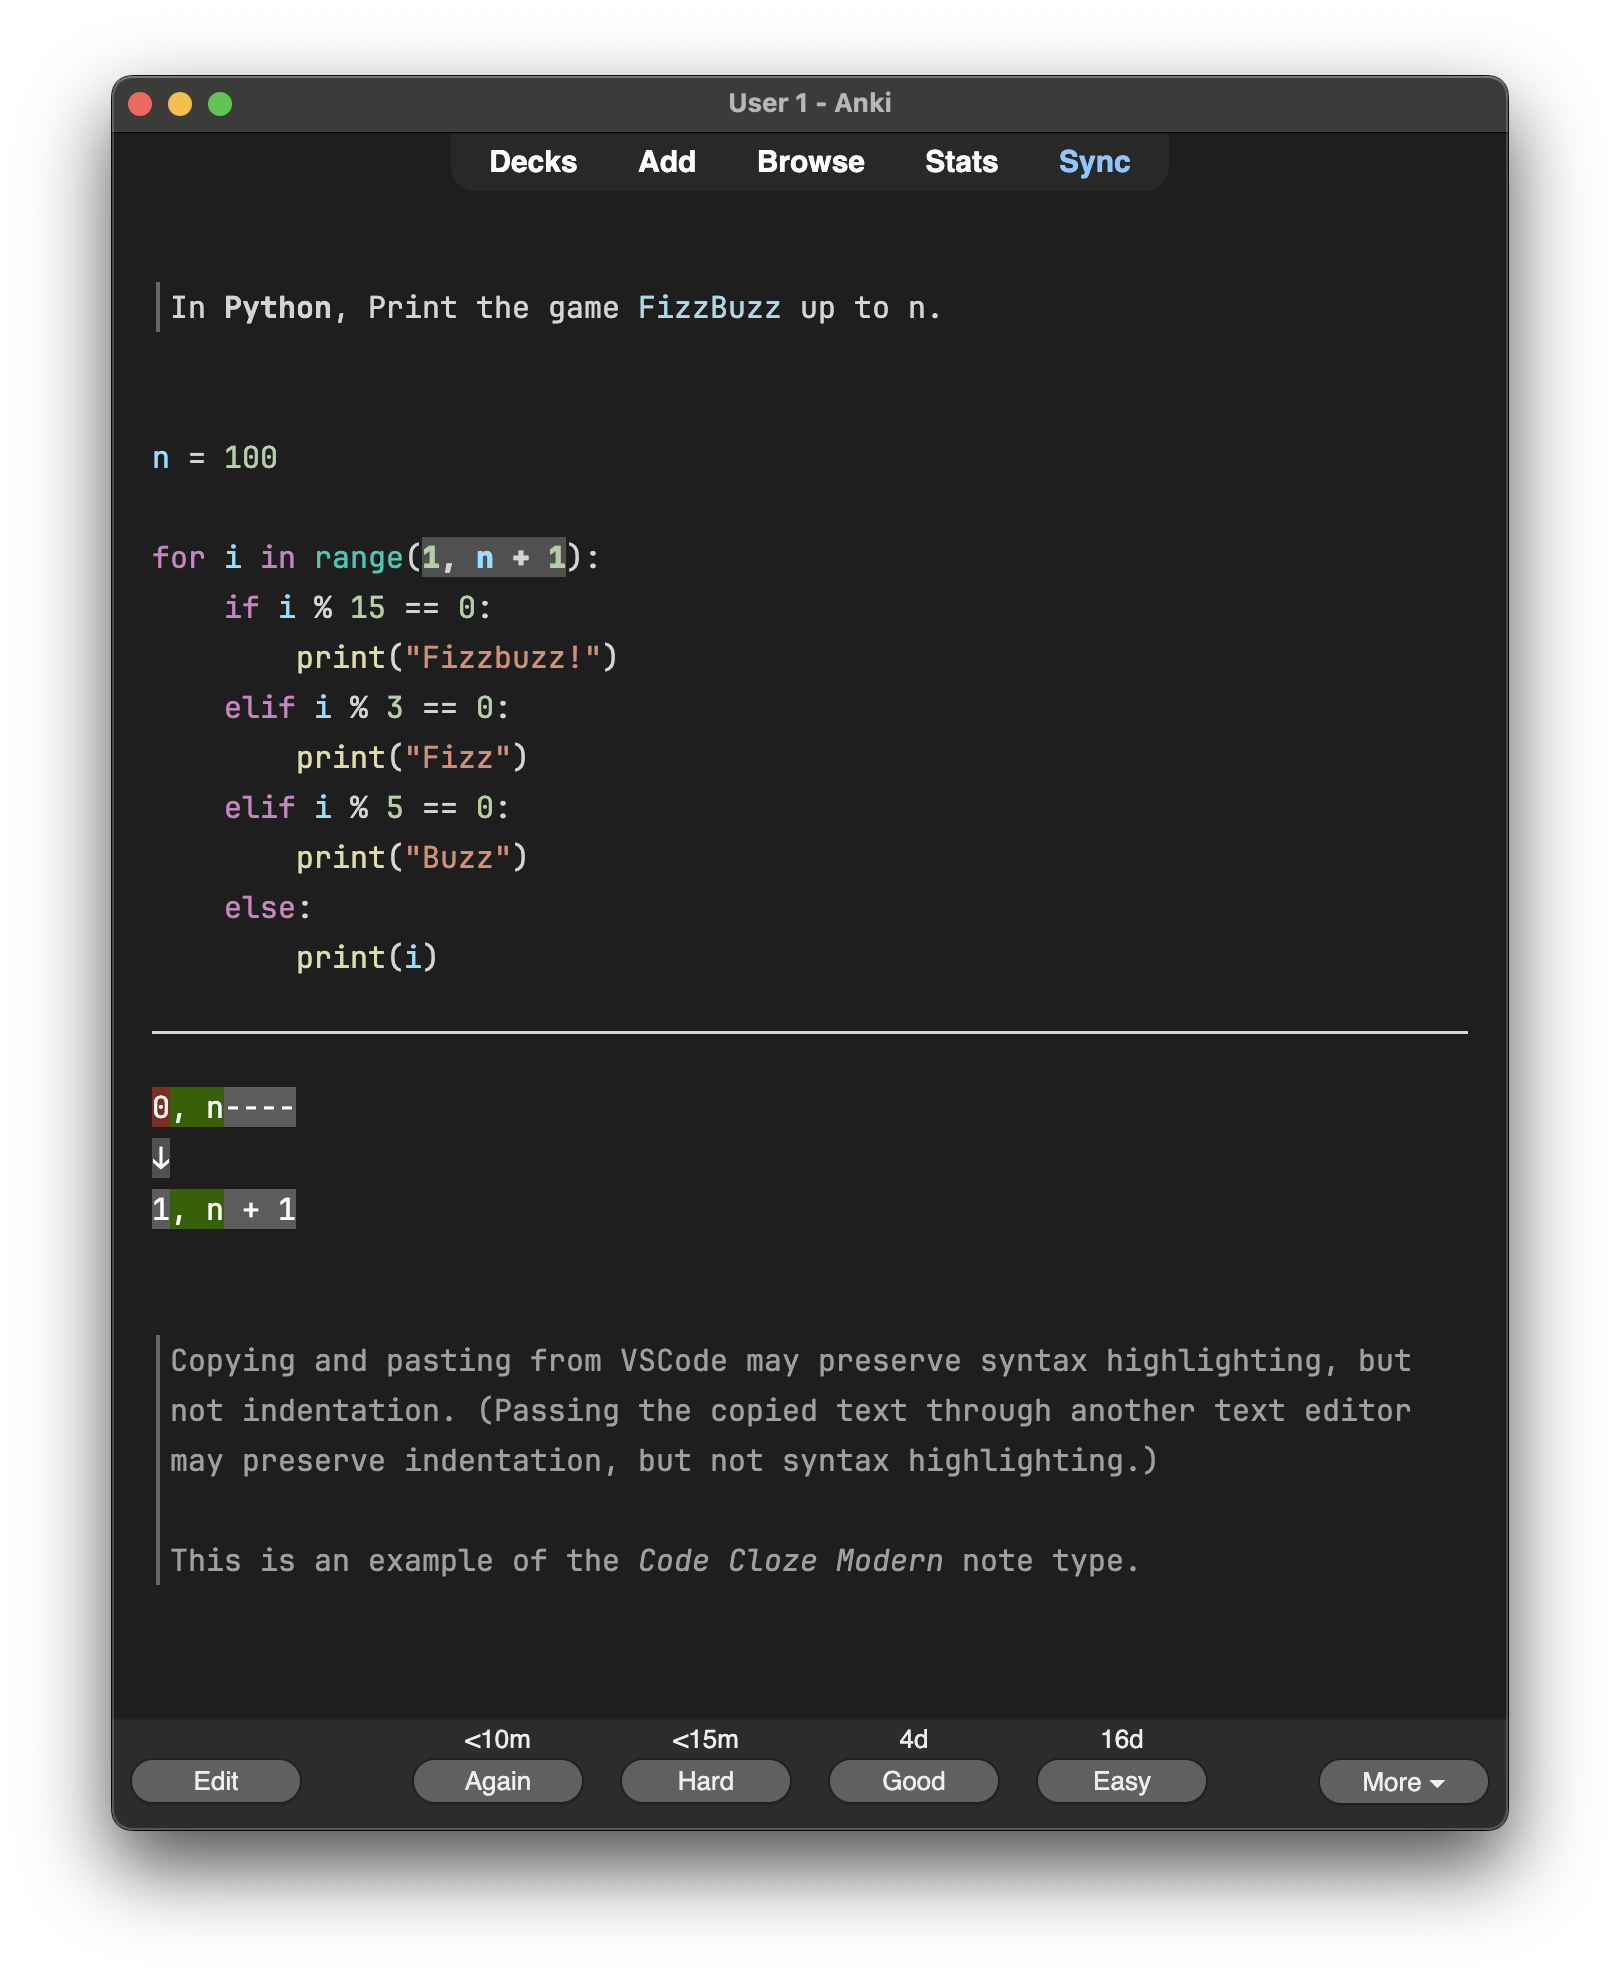 User 1 - Anki
Decks Add Browse Stats Sync
In Python, Print the game FizzBuzz up to n.
n = 100
for i in range(1, n + 1):
    if i % 15 == 0:
        print("Fizzbuzz!")
    elif i % 3 == 0:
        print("Fizz")
    elif i % 5 == 0:
        print("Buzz")
    else:
        print(i)
0, n----
↓
1, n + 1
Copying and pasting from VSCode may preserve syntax highlighting, but
not indentation. (Passing the copied text through another text editor
may preserve indentation, but not syntax highlighting.)
This is an example of the Code Cloze Modern note type.
<10m <15m 4d 16d
Edit Again Hard Good Easy More